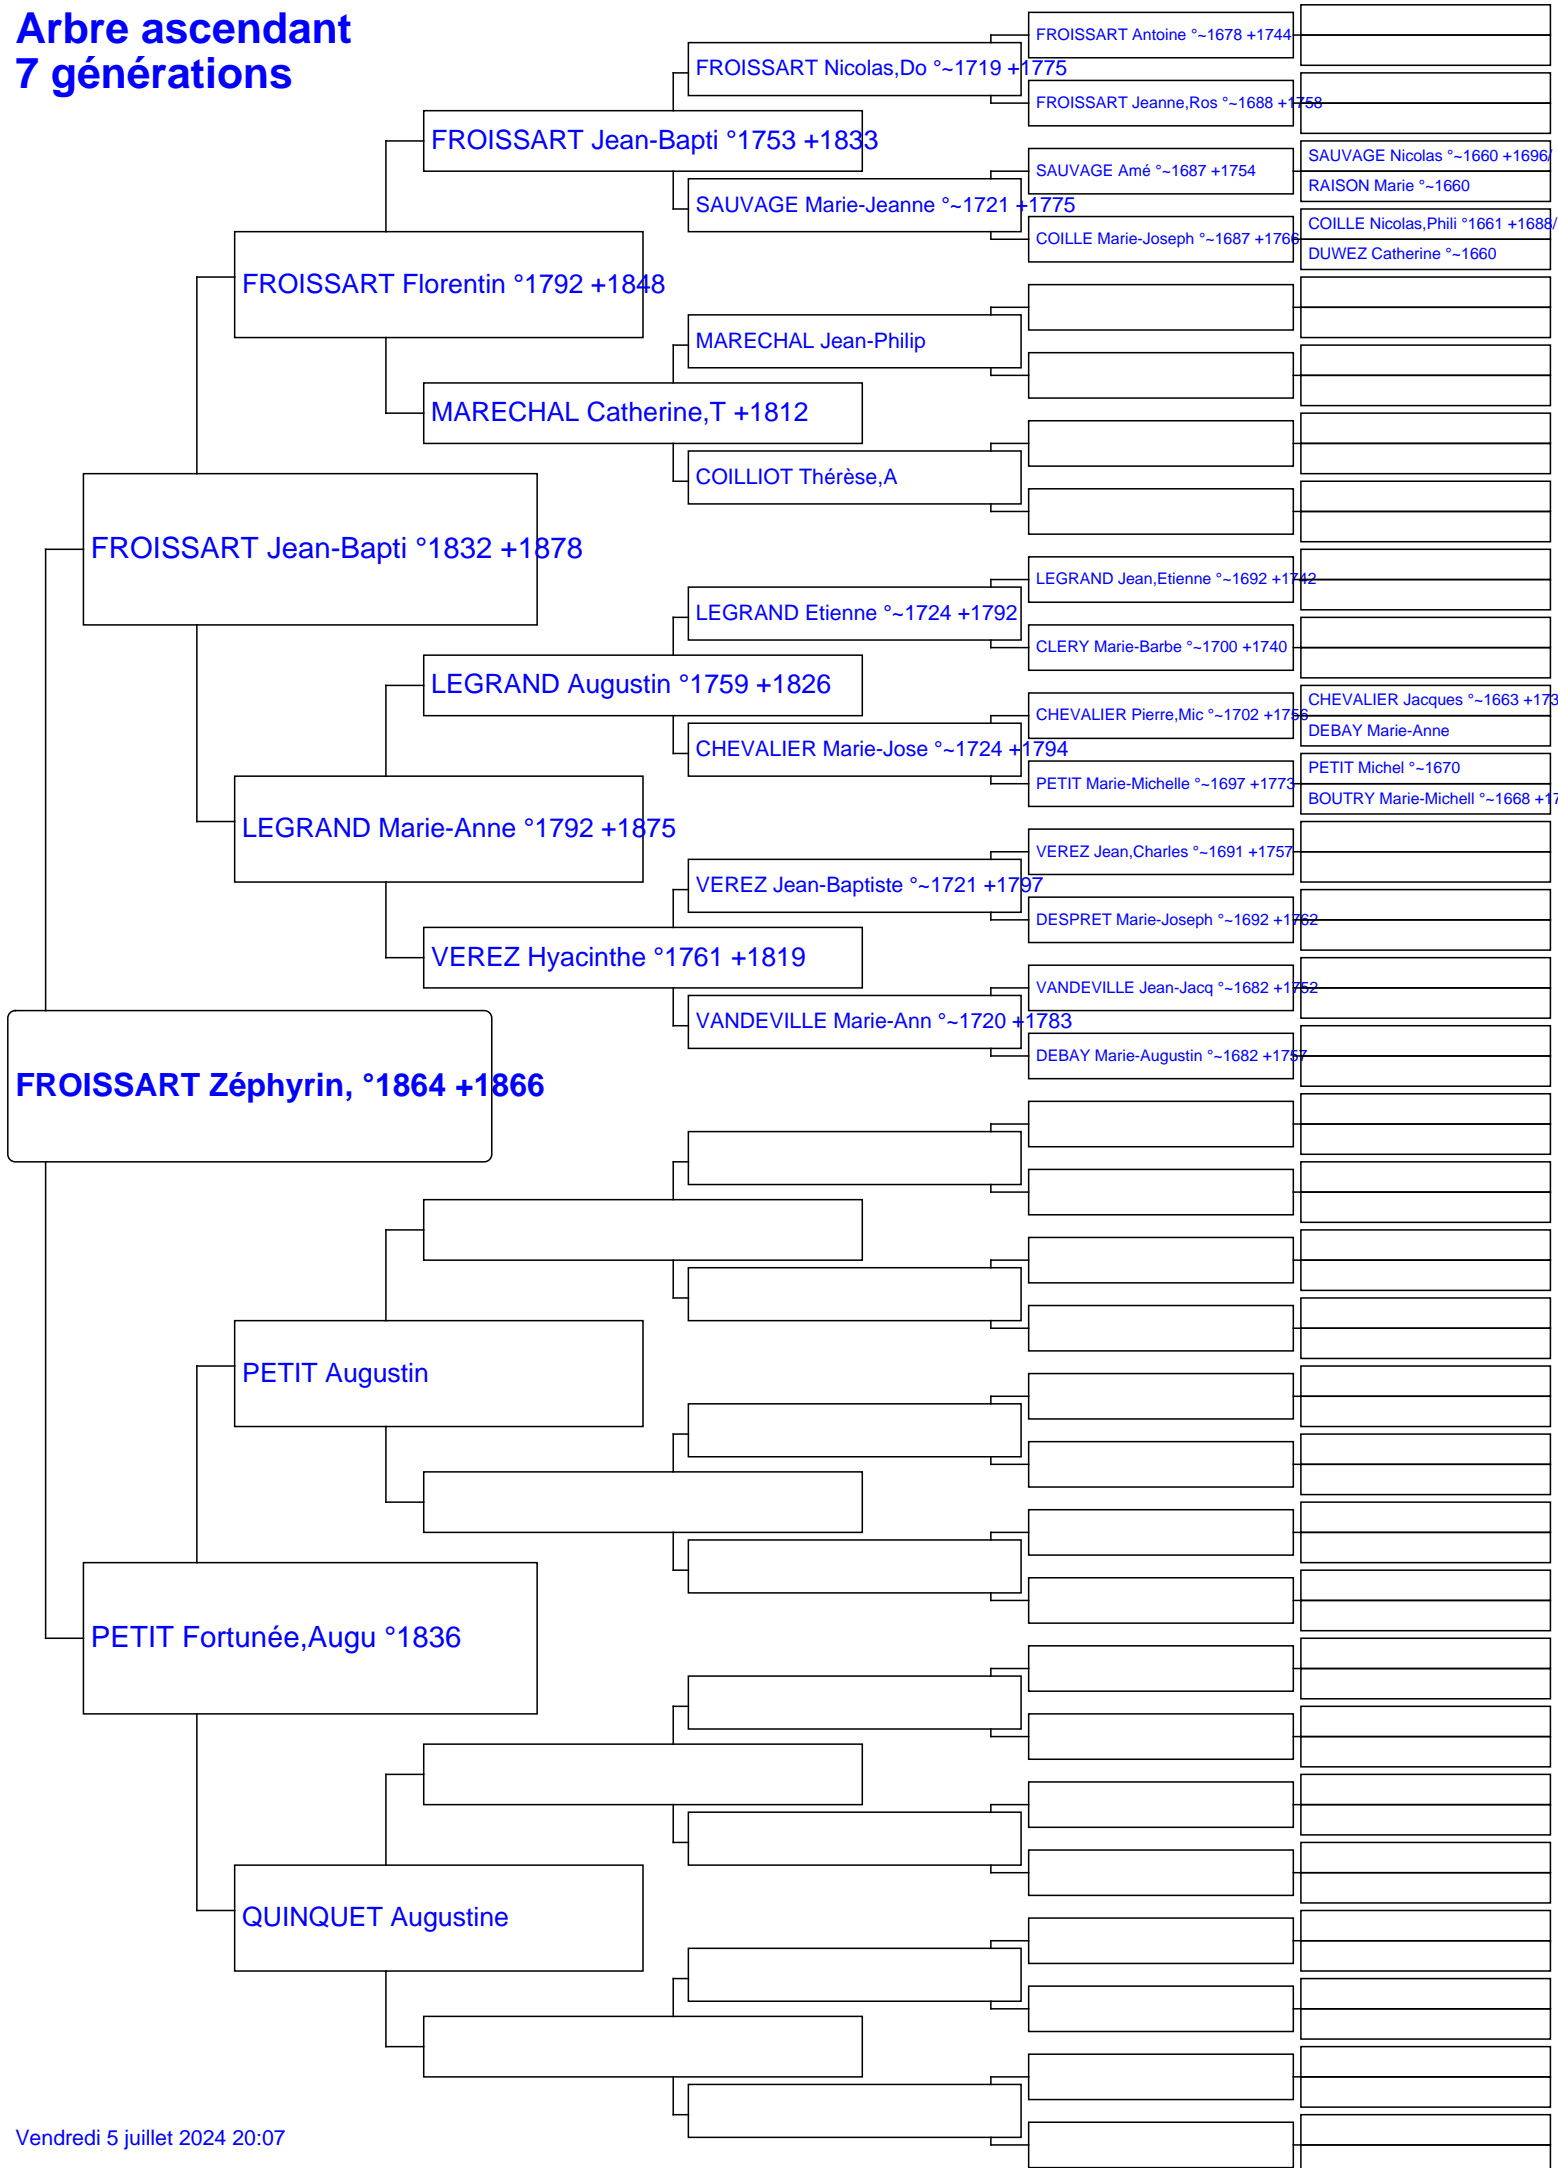 Arbre ascendant
7 générations
FROISSART Zéphyrin, °1864 +1866
FROISSART Jean-Bapti °1832 +1878
PETIT Fortunée,Augu °1836
FROISSART Florentin °1792 +1848
LEGRAND Marie-Anne °1792 +1875
PETIT Augustin
QUINQUET Augustine
FROISSART Jean-Bapti °1753 +1833
MARECHAL Catherine,T +1812
LEGRAND Augustin °1759 +1826
VEREZ Hyacinthe °1761 +1819
FROISSART Nicolas,Do °~1719 +1775
SAUVAGE Marie-Jeanne °~1721 +1775
MARECHAL Jean-Philip
COILLIOT Thérèse,A
LEGRAND Etienne °~1724 +1792
CHEVALIER Marie-Jose °~1724 +1794
VEREZ Jean-Baptiste °~1721 +1797
VANDEVILLE Marie-Ann °~1720 +1783
FROISSART Antoine °~1678 +1744
FROISSART Jeanne,Ros °~1688 +1758
SAUVAGE Amé °~1687 +1754
COILLE Marie-Joseph °~1687 +1766
LEGRAND Jean,Etienne °~1692 +1742
CLERY Marie-Barbe °~1700 +1740
CHEVALIER Pierre,Mic °~1702 +1756
PETIT Marie-Michelle °~1697 +1773
VEREZ Jean,Charles °~1691 +1757
DESPRET Marie-Joseph °~1692 +1762
VANDEVILLE Jean-Jacq °~1682 +1752
DEBAY Marie-Augustin °~1682 +1757
SAUVAGE Nicolas °~1660 +1696/
RAISON Marie °~1660
COILLE Nicolas,Phili °1661 +1688/
DUWEZ Catherine °~1660
CHEVALIER Jacques °~1663 +173
DEBAY Marie-Anne
PETIT Michel °~1670
BOUTRY Marie-Michell °~1668 +17
Vendredi 5 juillet 2024 20:07